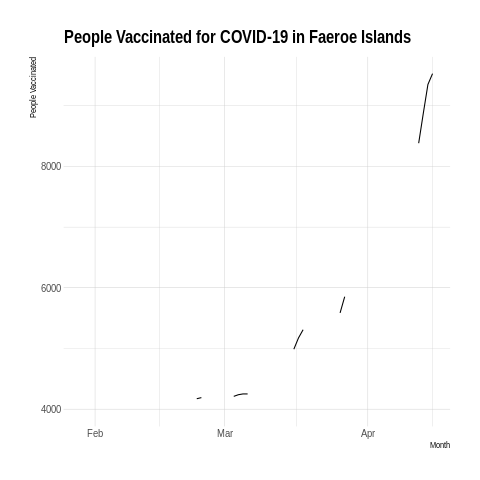 People Vaccinated for COVID-19 in Faeroe Islands
People Vaccinated
8000
6000
4000
Feb Mar Apr
Month